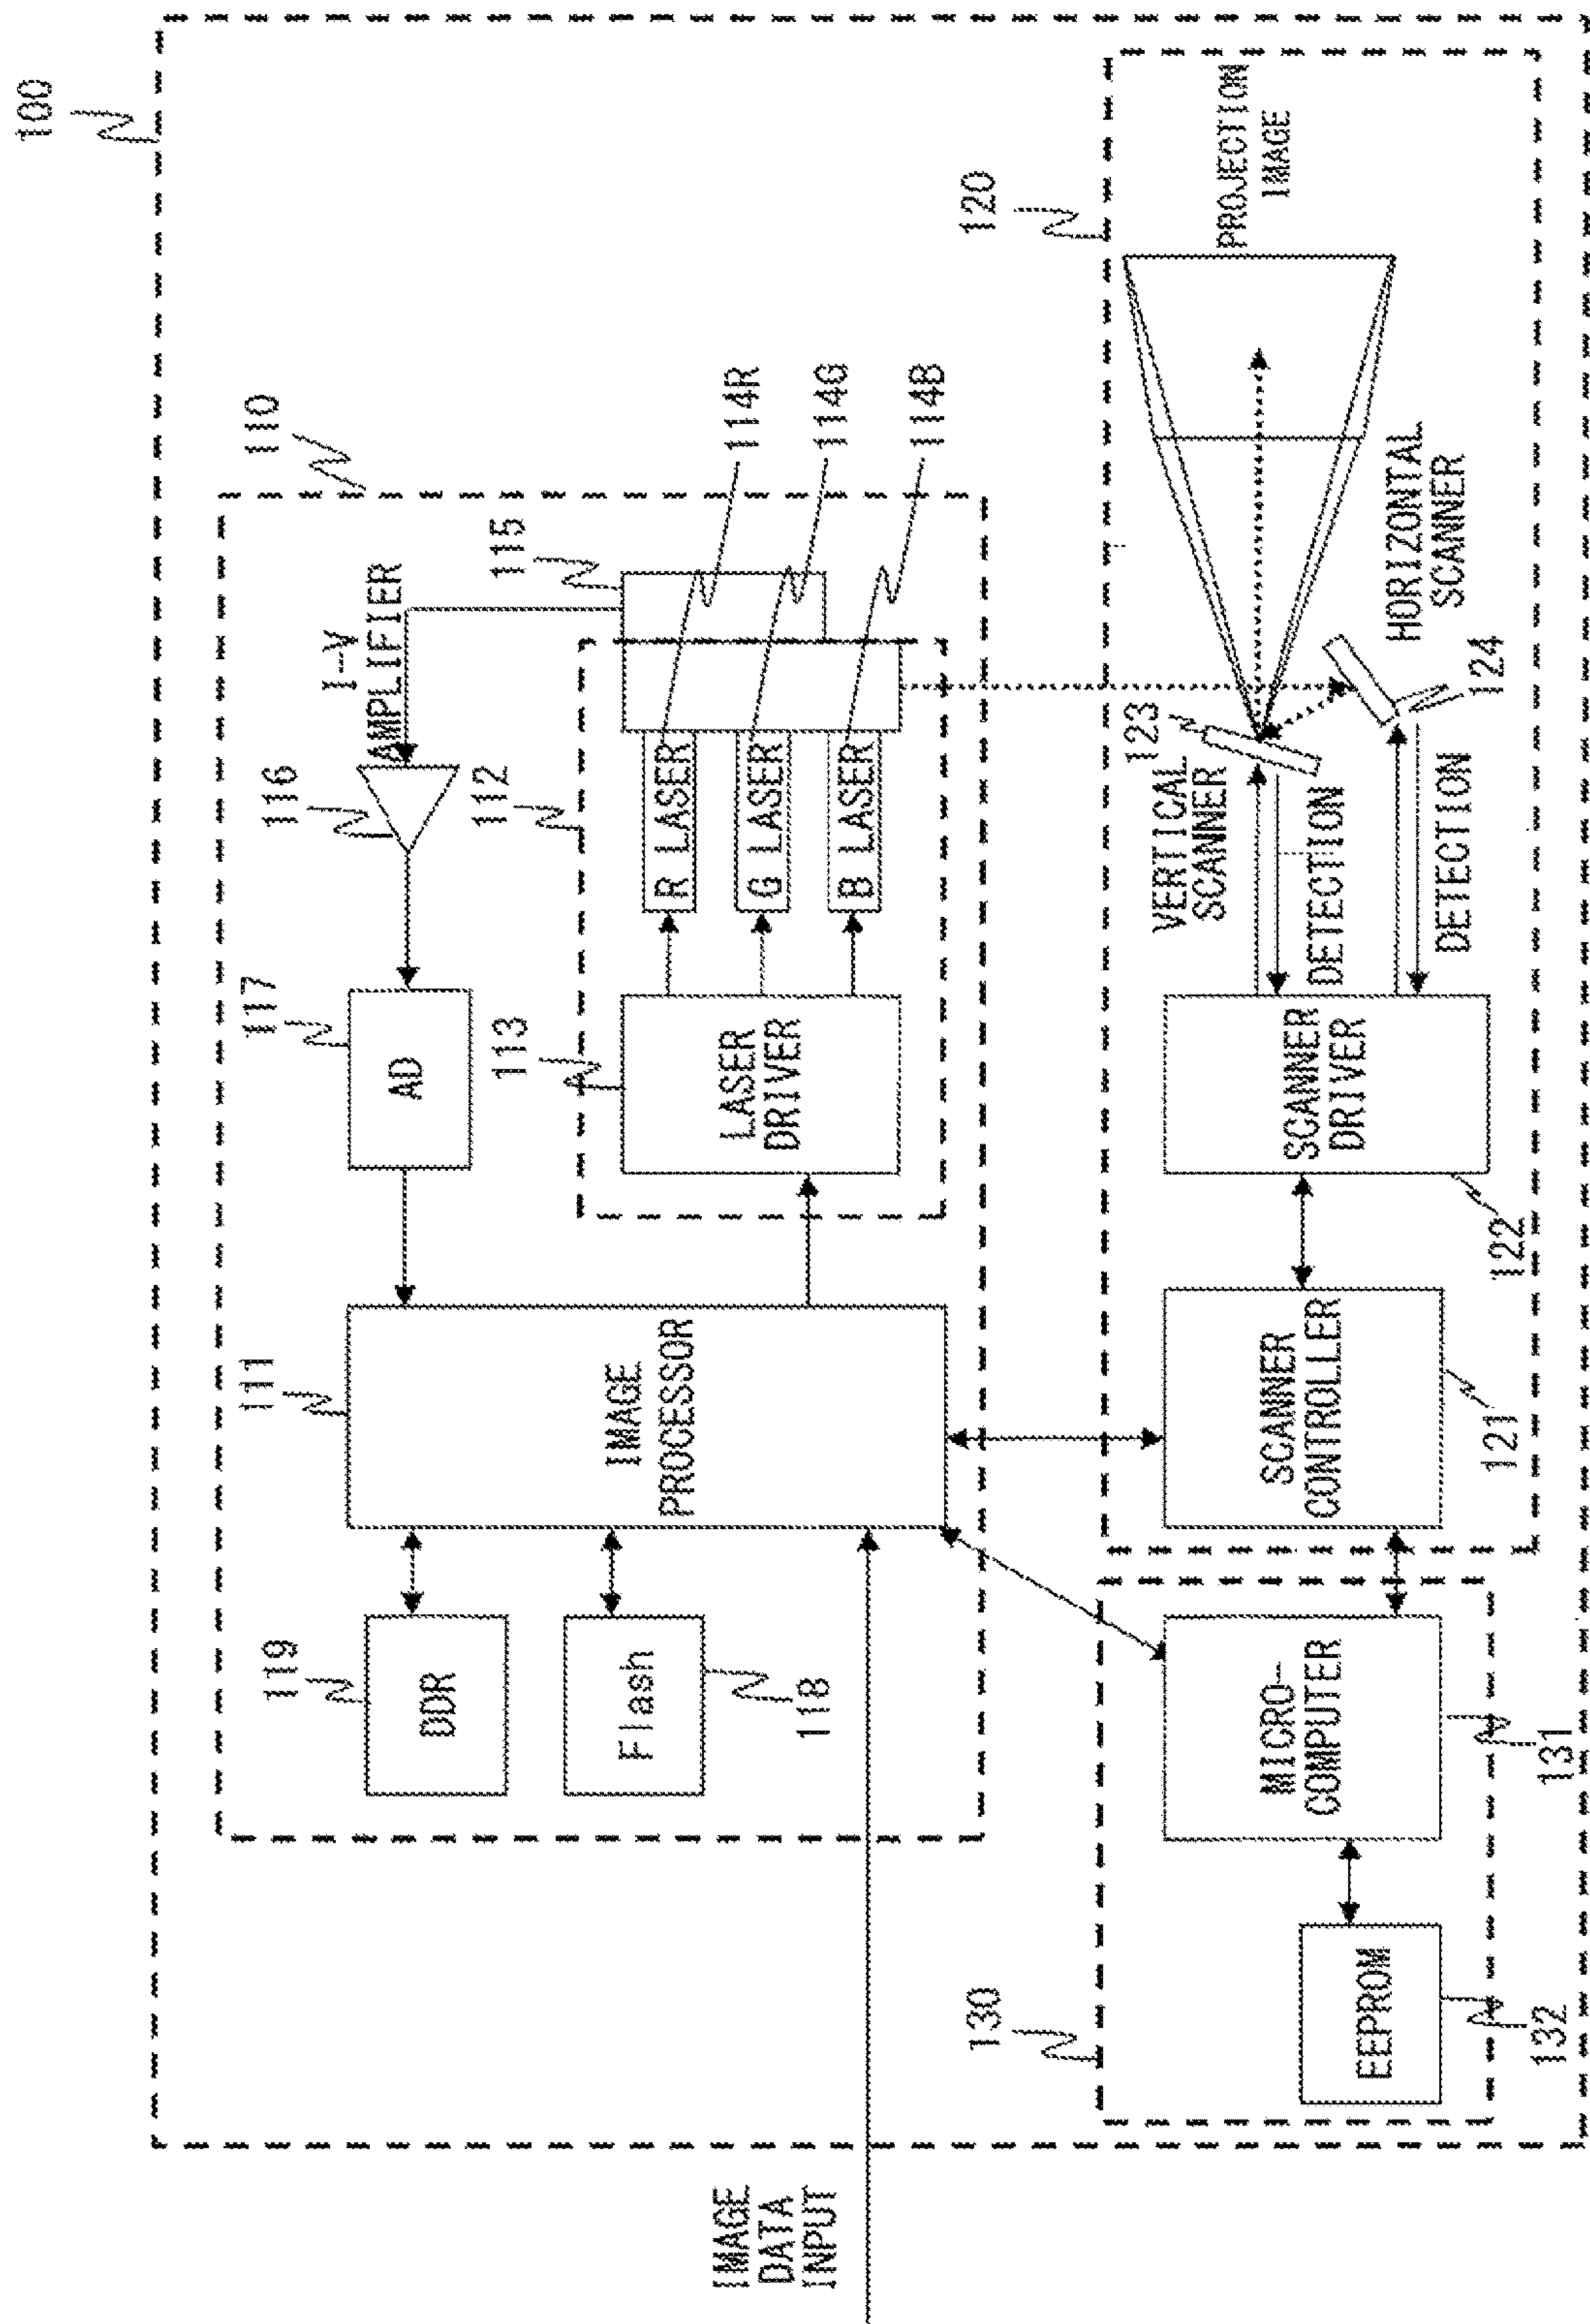 100
110
I-V
AMPLIFIER
115
116
117
AD
111
IMAGE
PROCESSOR
119
DDR
Flash
118
112
113
LASER
DRIVER
R LASER
G LASER
B LASER
114R
114G
114B
IMAGE
DATA
INPUT
120
PROJECTION
IMAGE
123
VERTICAL
SCANNER
DETECTION
HORIZONTAL
SCANNER
124
DETECTION
SCANNER
DRIVER
122
SCANNER
CONTROLLER
121
130
MICRO-
COMPUTER
131
EEPROM
132